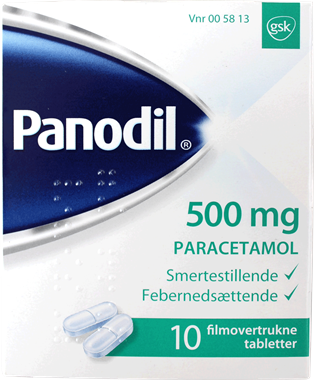 Vnr 00 58 13
gsk
Panodil®
500 mg
PARACETAMOL
Smertestillende ✓
Febernedsættende ✓
10 filmovertrukne
tabletter